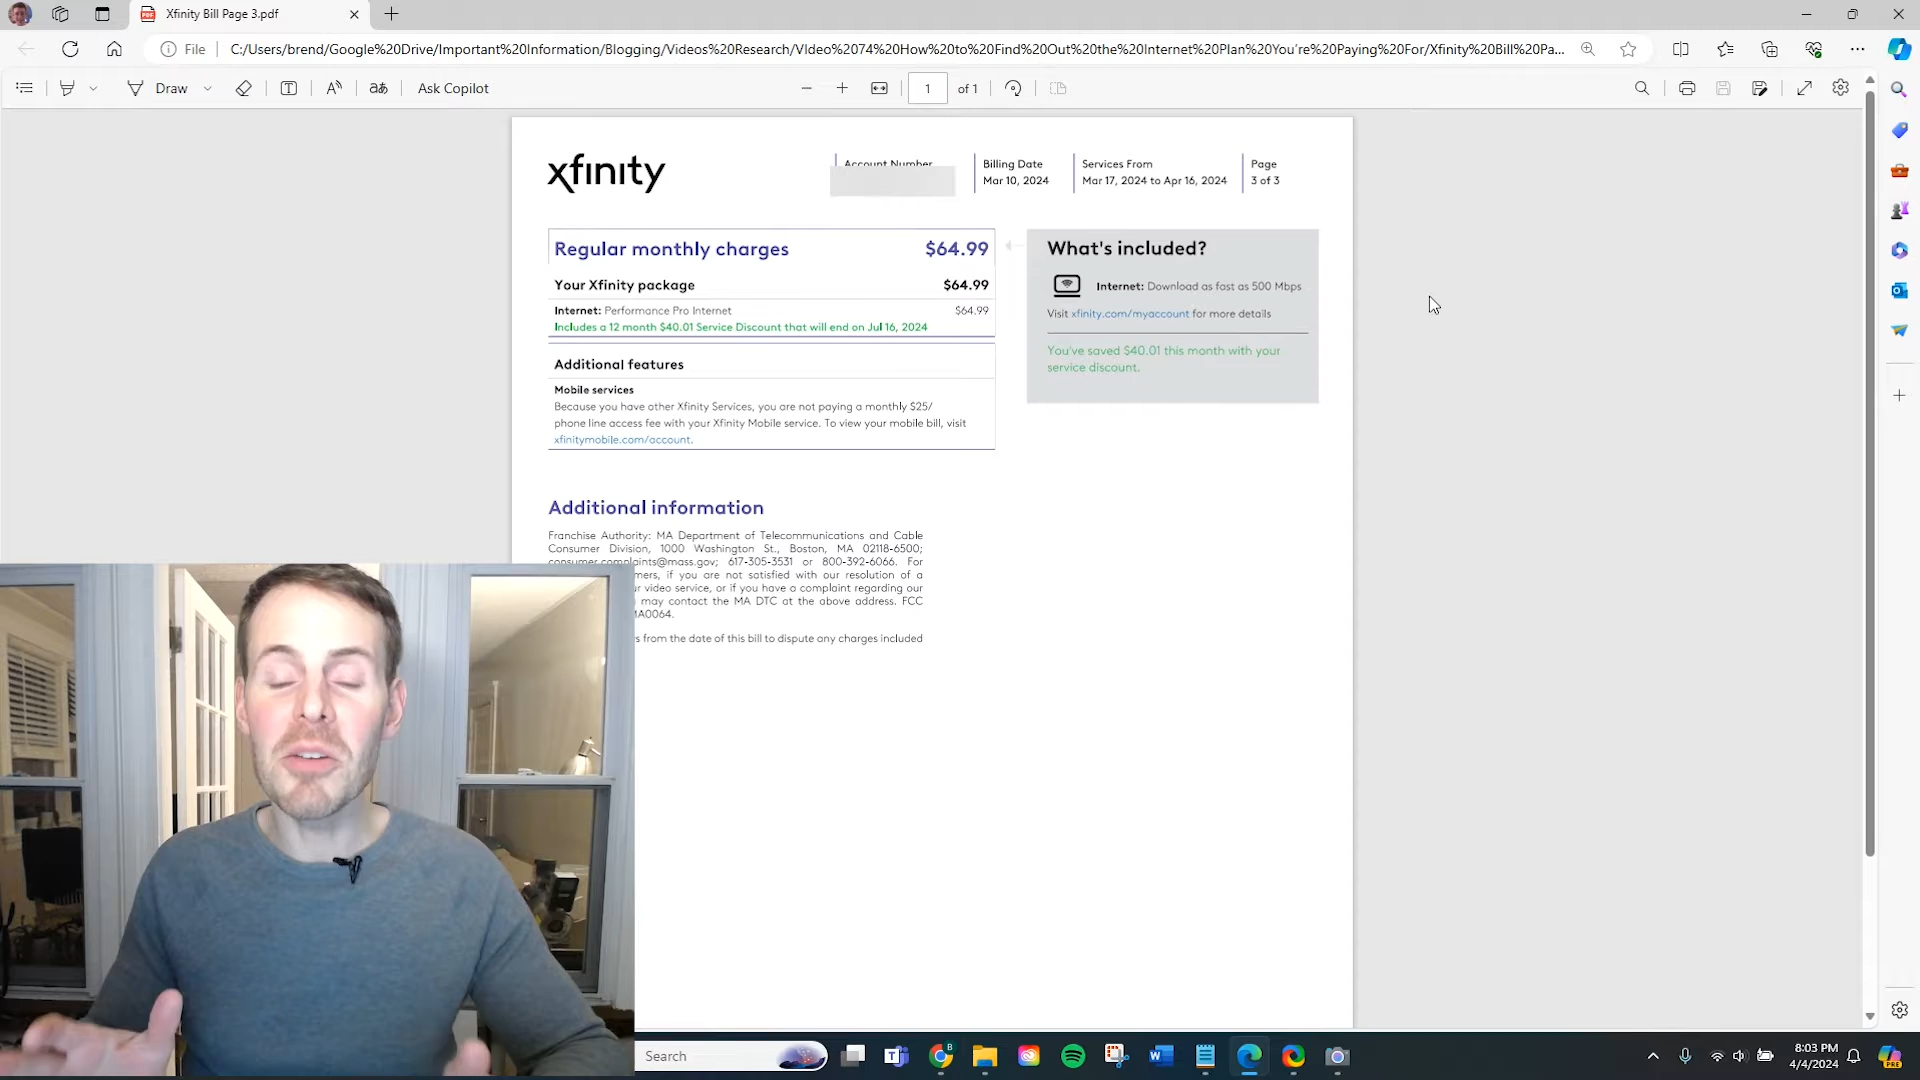 Xfinity Bill Page 3.pdf
File
C:/Users/brend/Google%20Drive/Important%20Information/Blogging/Videos%20Research/VIdeo%2074%20How%20to%20Find%20Out%20the%20Internet%20Plan%20You're%20Paying%20For/Xfinity%20Bill%20Pa...
Draw
Ask Copilot
1 of 1
xfinity
Account Number
Billing Date
Mar 10, 2024
Services From
Mar 17, 2024 to Apr 16, 2024
Page
3 of 3
Regular monthly charges $64.99
Your Xfinity package $64.99
Internet: Performance Pro Internet $64.99
Includes a 12 month $40.01 Service Discount that will end on Jul 16, 2024
Additional features
Mobile services
Because you have other Xfinity Services, you are not paying a monthly $25/
phone line access fee with your Xfinity Mobile service. To view your mobile bill, visit
xfinitymobile.com/account.
What's included?
Internet: Download as fast as 500 Mbps
Visit xfinity.com/myaccount for more details
You've saved $40.01 this month with your
service discount.
Additional information
Franchise Authority: MA Department of Telecommunications and Cable
Consumer Division, 1000 Washington St., Boston, MA 02118-6500;
consumer.complaints@mass.gov; 617-305-3531 or 800-392-6066. For
if you are not satisfied with our resolution of a
video service, or if you have a complaint regarding our
may contact the MA DTC at the above address. FCC
MA0064.
from the date of this bill to dispute any charges included
Search
8:03 PM
4/4/2024